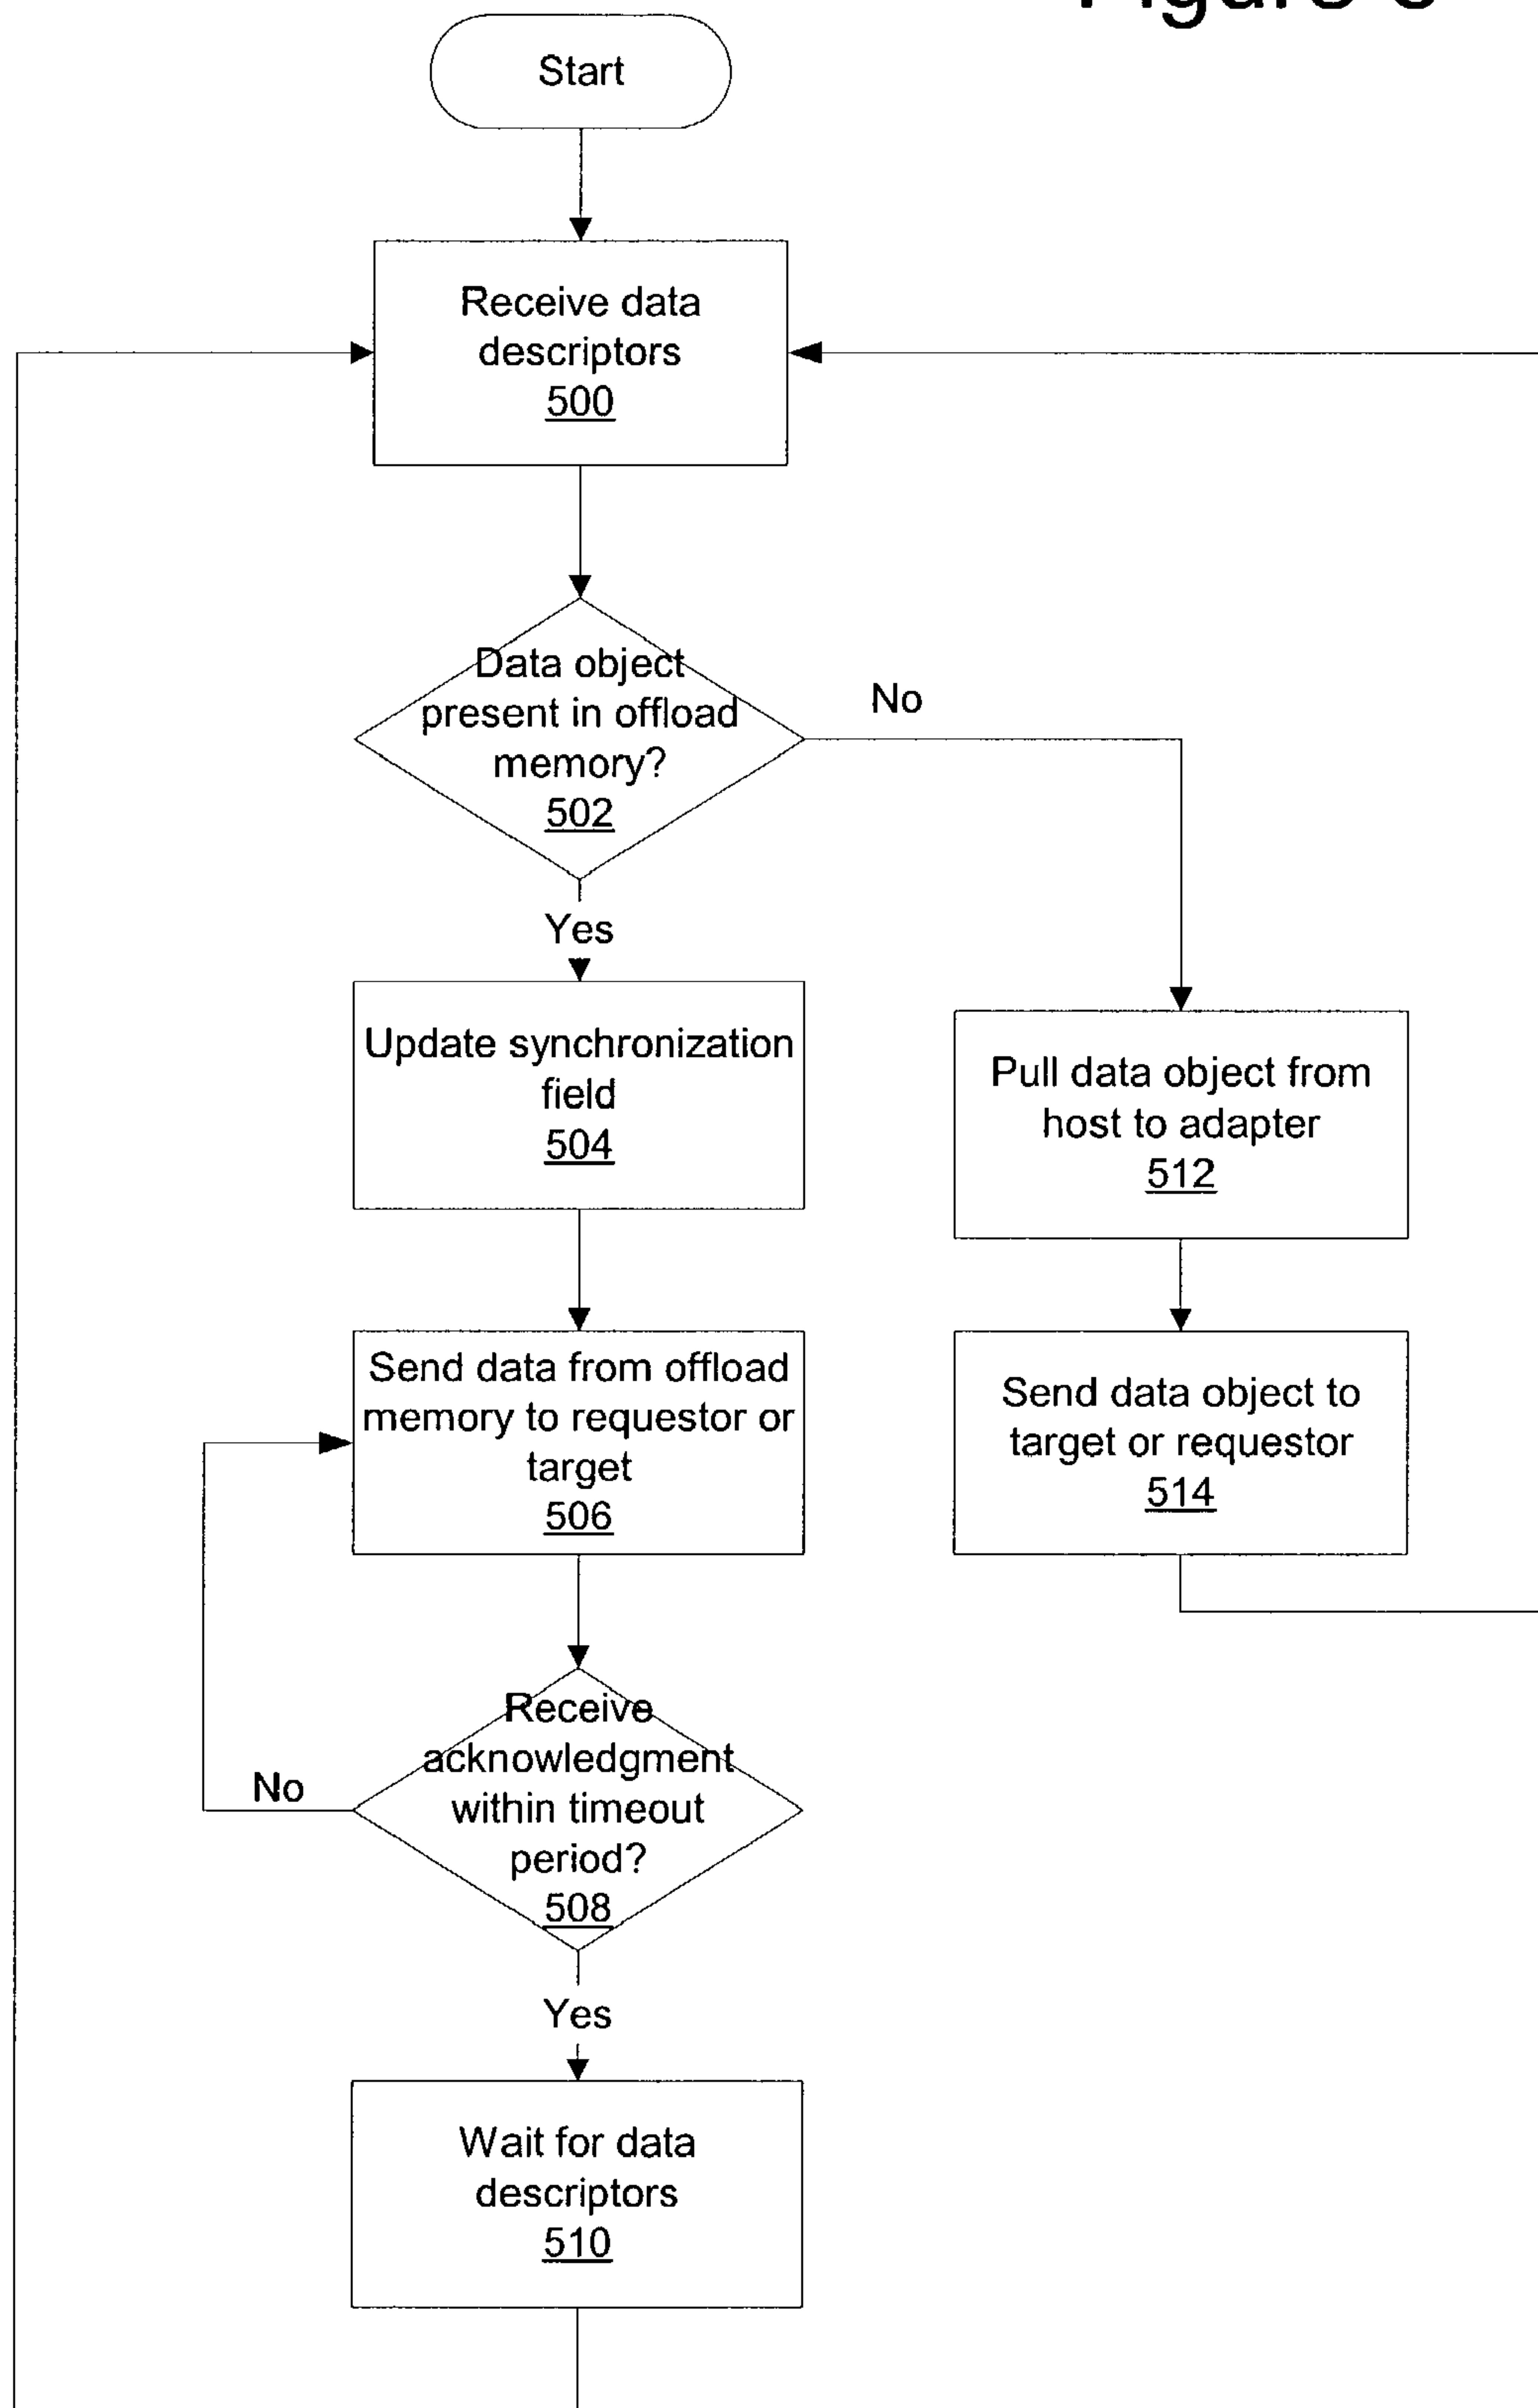 Start
Receive data
descriptors
500
Data object
present in offload
memory?
502
No
Yes
Update synchronization
field
504
Pull data object from
host to adapter
512
Send data from offload
memory to requestor or
target
506
Send data object to
target or requestor
514
Receive
acknowledgment
within timeout
period?
508
No
Yes
Wait for data
descriptors
510